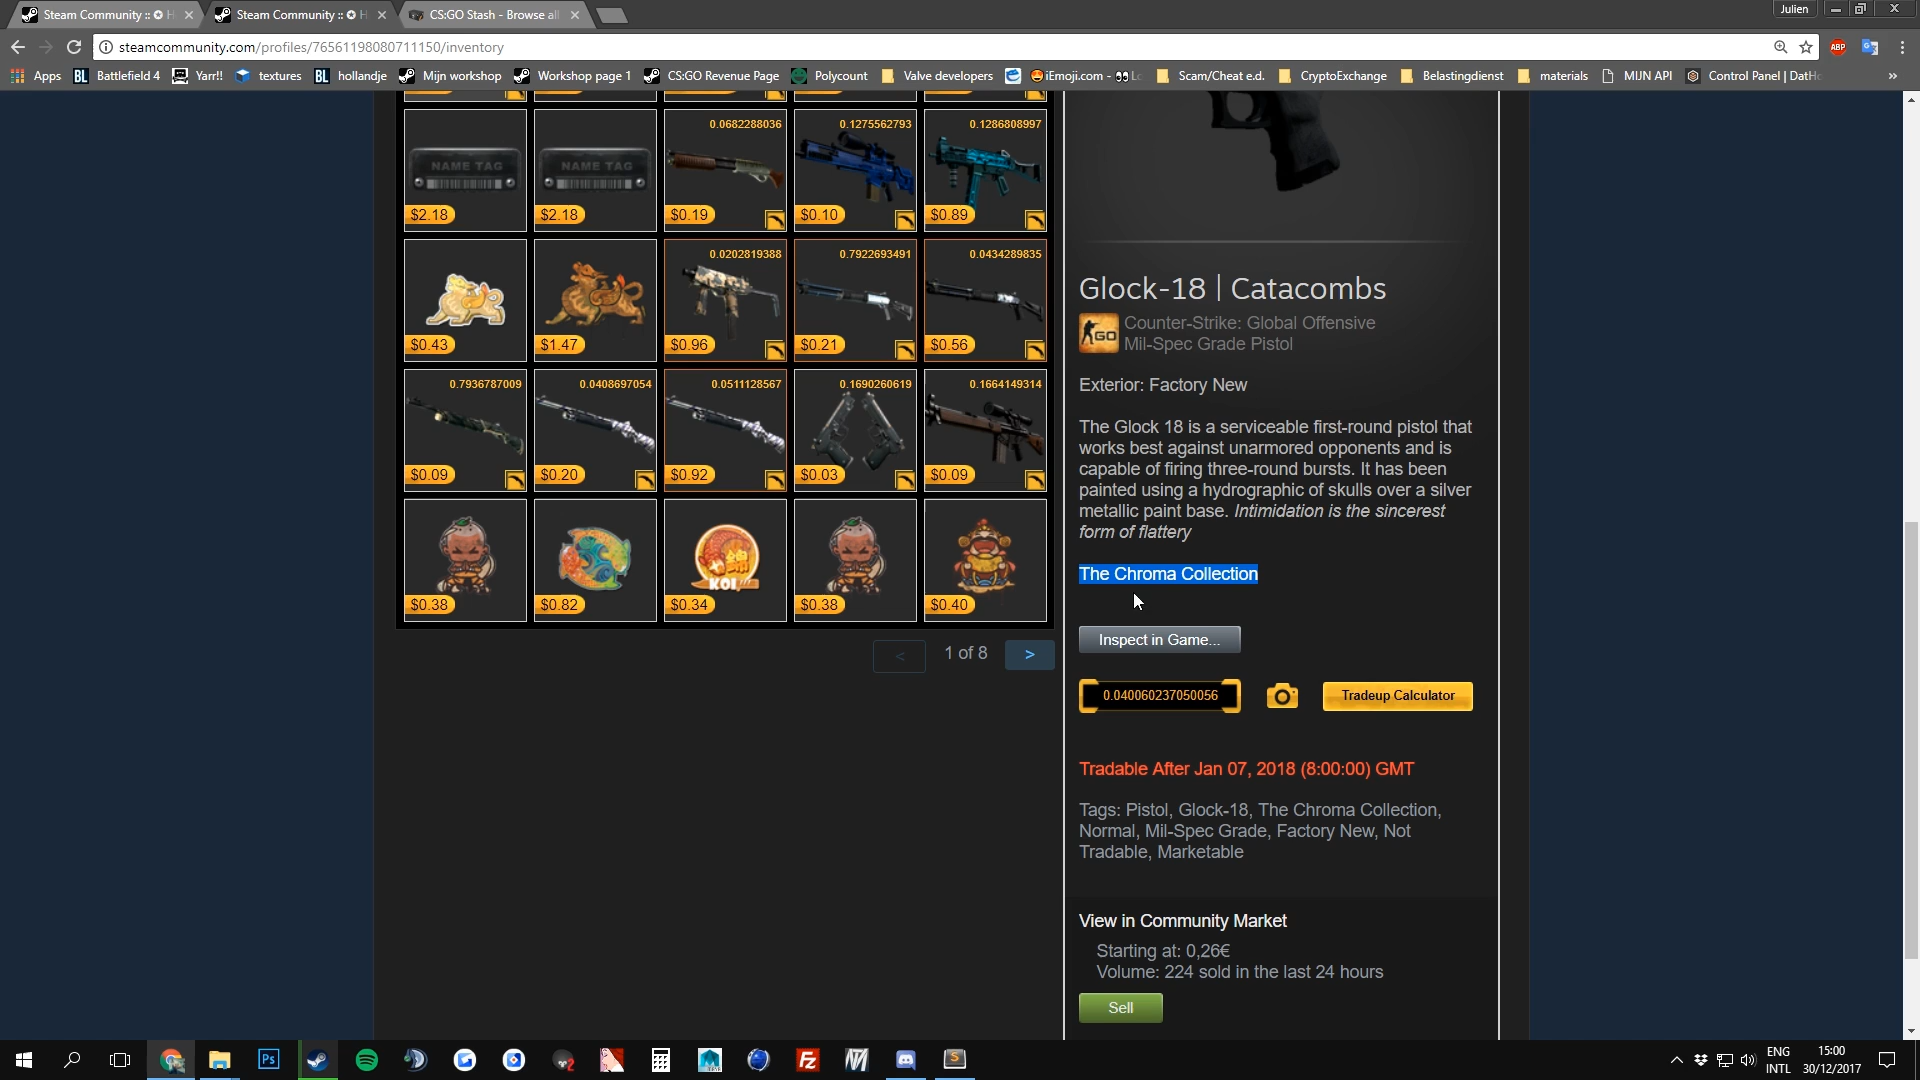 Steam Community :: ✪ H
Steam Community :: ✪ H
CS:GO Stash - Browse all
Julien
steamcommunity.com/profiles/76561198080711150/inventory
ABP
Apps
BL Battlefield 4
Yarr!!
textures
BL hollandje
Mijn workshop
Workshop page 1
CS:GO Revenue Page
Polycount
Valve developers
iEmoji.com - 👀 Lo
Scam/Cheat e.d.
CryptoExchange
Belastingdienst
materials
MIJN API
Control Panel | DatHo
»
NAME TAG
$2.18
NAME TAG
$2.18
0.0682288036
$0.19
0.1275562793
$0.10
0.1286808997
$0.89
$0.43
$1.47
0.0202819388
$0.96
0.7922693491
$0.21
0.0434289835
$0.56
0.7936787009
$0.09
0.0408697054
$0.20
0.0511128567
$0.92
0.1690260619
$0.03
0.1664149314
$0.09
$0.38
$0.82
KOI
$0.34
$0.38
$0.40
<
1 of 8
>
Glock-18 | Catacombs
GO
Counter-Strike: Global Offensive
Mil-Spec Grade Pistol
Exterior: Factory New
The Glock 18 is a serviceable first-round pistol that
works best against unarmored opponents and is
capable of firing three-round bursts. It has been
painted using a hydrographic of skulls over a silver
metallic paint base. Intimidation is the sincerest
form of flattery
The Chroma Collection
Inspect in Game...
0.040060237050056
Tradeup Calculator
Tradable After Jan 07, 2018 (8:00:00) GMT
Tags: Pistol, Glock-18, The Chroma Collection,
Normal, Mil-Spec Grade, Factory New, Not
Tradable, Marketable
View in Community Market
Starting at: 0,26€
Volume: 224 sold in the last 24 hours
Sell
Ps
Fz
S
ENG
INTL
15:00
30/12/2017